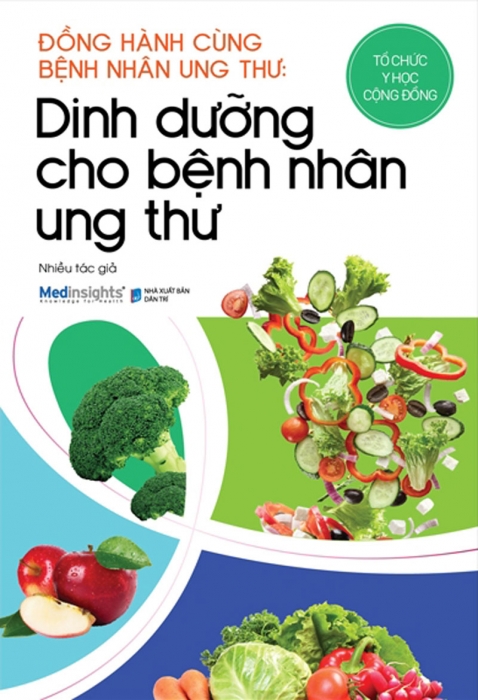 ĐỒNG HÀNH CÙNG
BỆNH NHÂN UNG THƯ:
TỔ CHỨC
Y HỌC
CỘNG ĐỒNG
Dinh dưỡng
cho bệnh nhân
ung thư
Nhiều tác giả
Medinsights®
Knowledge for Health
NHÀ XUẤT BẢN
DÂN TRÍ